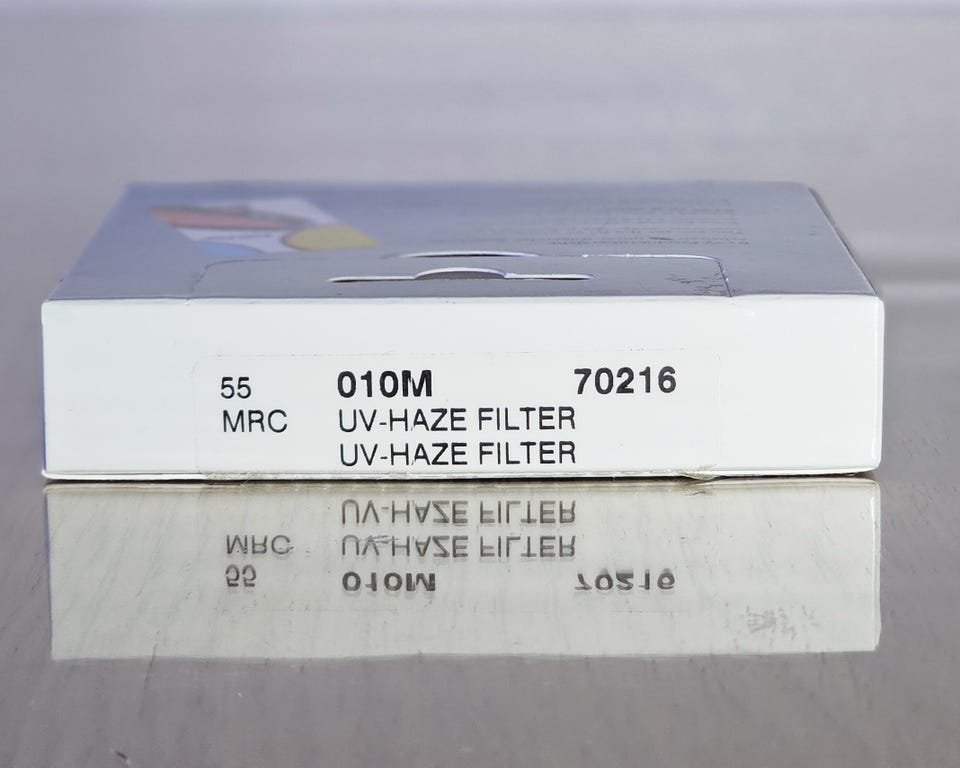 55 010M 70216
MRC UV-HAZE FILTER
UV-HAZE FILTER